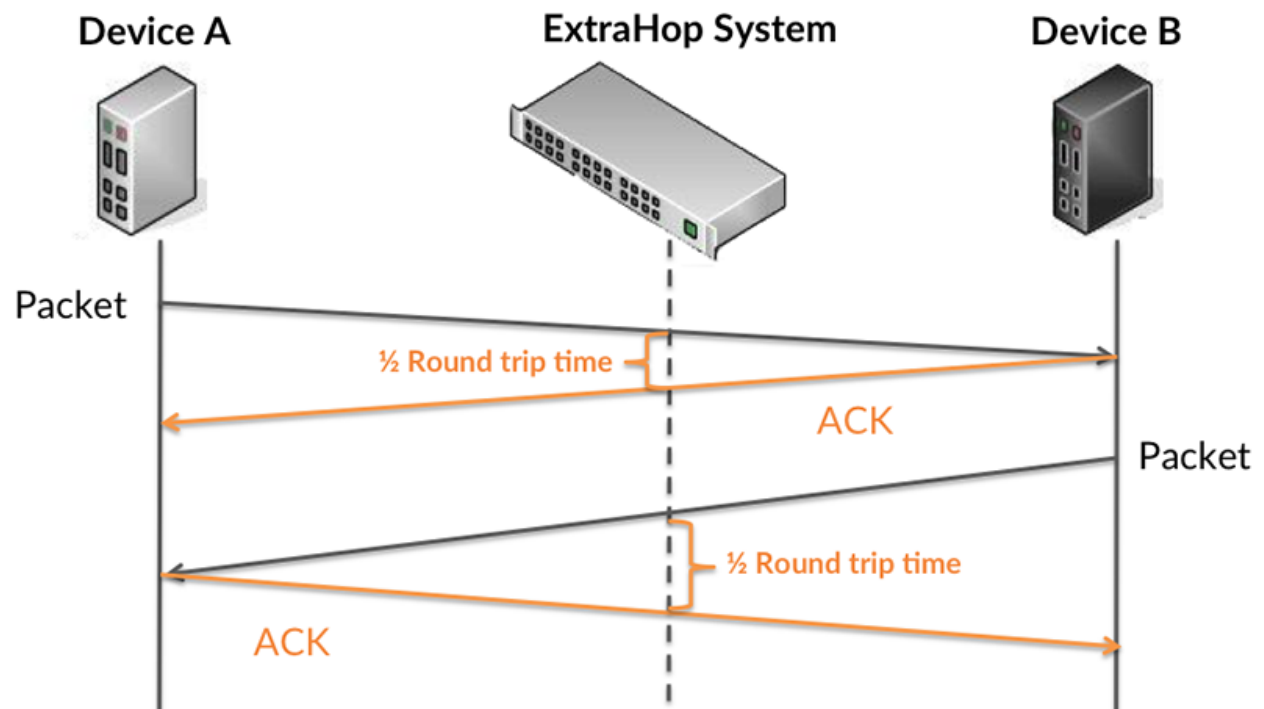 Device A
ExtraHop System
Device B
Packet
½ Round trip time
ACK
Packet
½ Round trip time
ACK